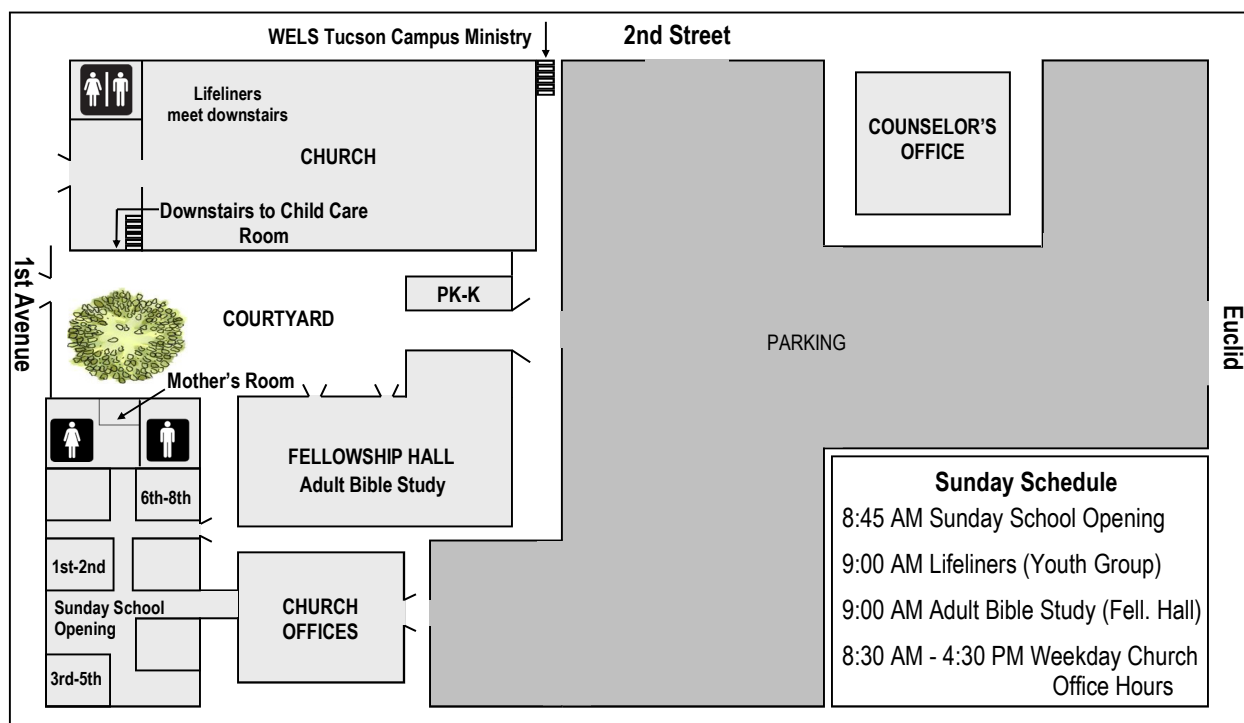 WELS Tucson Campus Ministry
2nd Street
Lifeliners
meet downstairs
CHURCH
COUNSELOR'S
OFFICE
Downstairs to Child Care
Room
1st Avenue
PK-K
COURTYARD
PARKING
Euclid
Mother's Room
FELLOWSHIP HALL
Adult Bible Study
6th-8th
1st-2nd
Sunday School
Opening
CHURCH
OFFICES
3rd-5th
Sunday Schedule
8:45 AM Sunday School Opening
9:00 AM Lifeliners (Youth Group)
9:00 AM Adult Bible Study (Fell. Hall)
8:30 AM - 4:30 PM Weekday Church
Office Hours